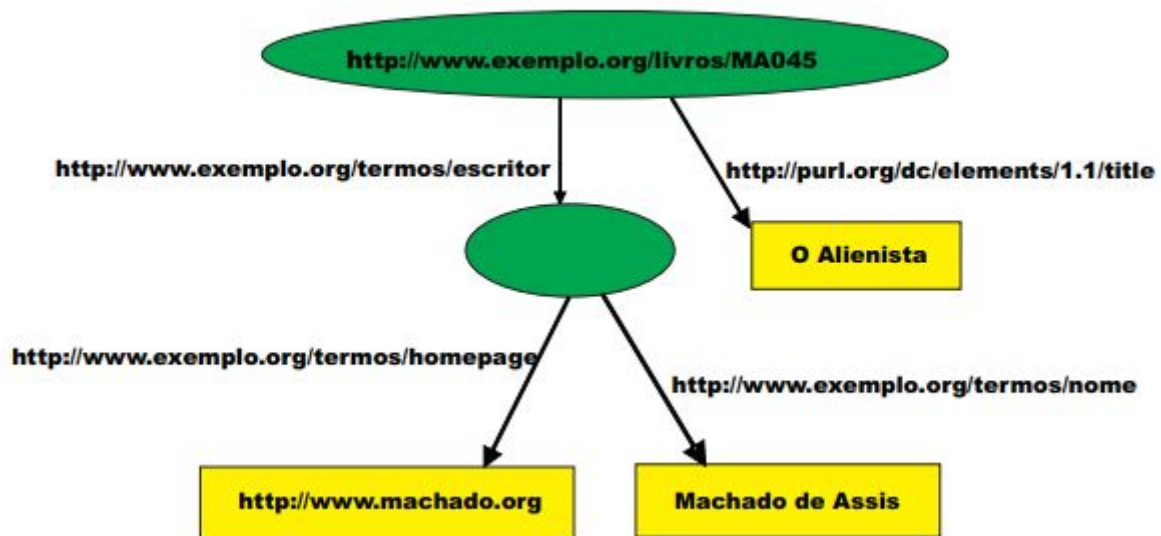 http://www.exemplo.org/livros/MA045
http://www.exemplo.org/termos/escritor
http://purl.org/dc/elements/1.1/title
O Alienista
http://www.exemplo.org/termos/homepage
http://www.exemplo.org/termos/nome
http://www.machado.org
Machado de Assis